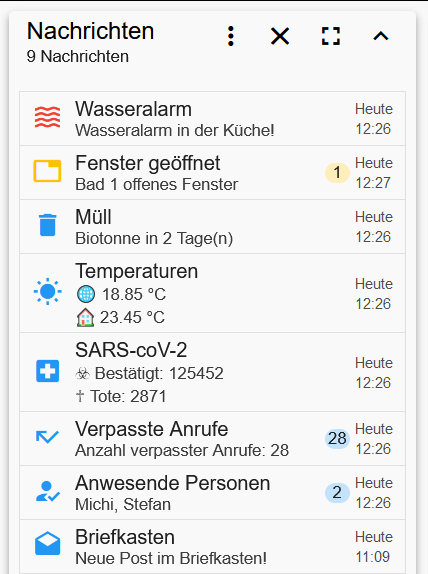 Nachrichten
9 Nachrichten
Wasseralarm
Wasseralarm in der Küche!
Heute
12:26
Fenster geöffnet
Bad 1 offenes Fenster
1
Heute
12:27
Müll
Biotonne in 2 Tage(n)
Heute
12:26
Temperaturen
🌐 18.85 °C
🏠 23.45 °C
Heute
12:26
SARS-coV-2
☣ Bestätigt: 125452
† Tote: 2871
Heute
12:26
Verpasste Anrufe
Anzahl verpasster Anrufe: 28
28
Heute
12:26
Anwesende Personen
Michi, Stefan
2
Heute
12:26
Briefkasten
Neue Post im Briefkasten!
Heute
11:09